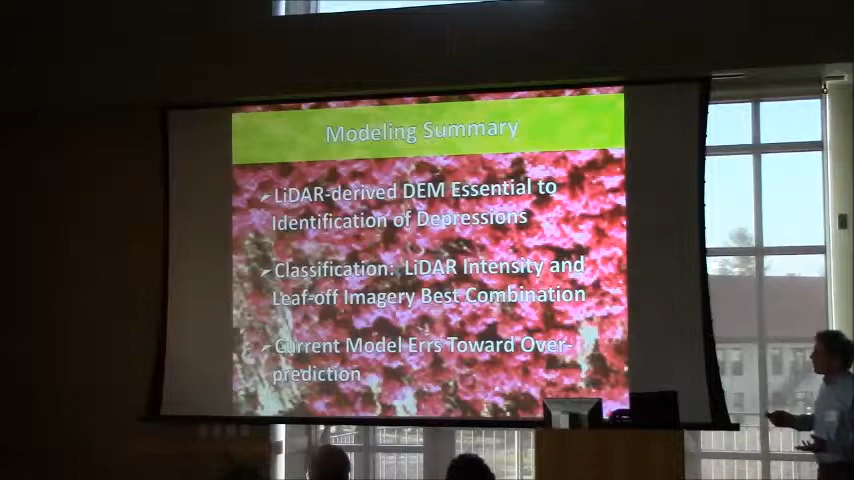 Modeling Summary
LiDAR-derived DEM Essential to
Identification of Depressions
Classification: LiDAR Intensity and
Leaf-off Imagery Best Combination
Current Model Errs Toward Over-
prediction